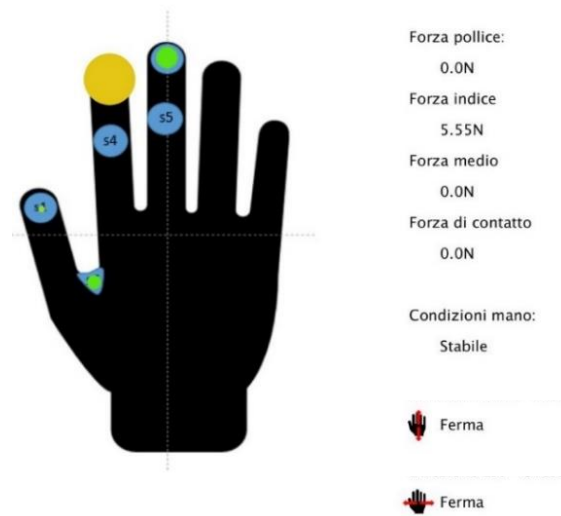 Forza pollice:
0.0N
Forza indice
5.55N
Forza medio
0.0N
Forza di contatto
0.0N
Condizioni mano:
Stabile
Ferma
Ferma
s4
s5